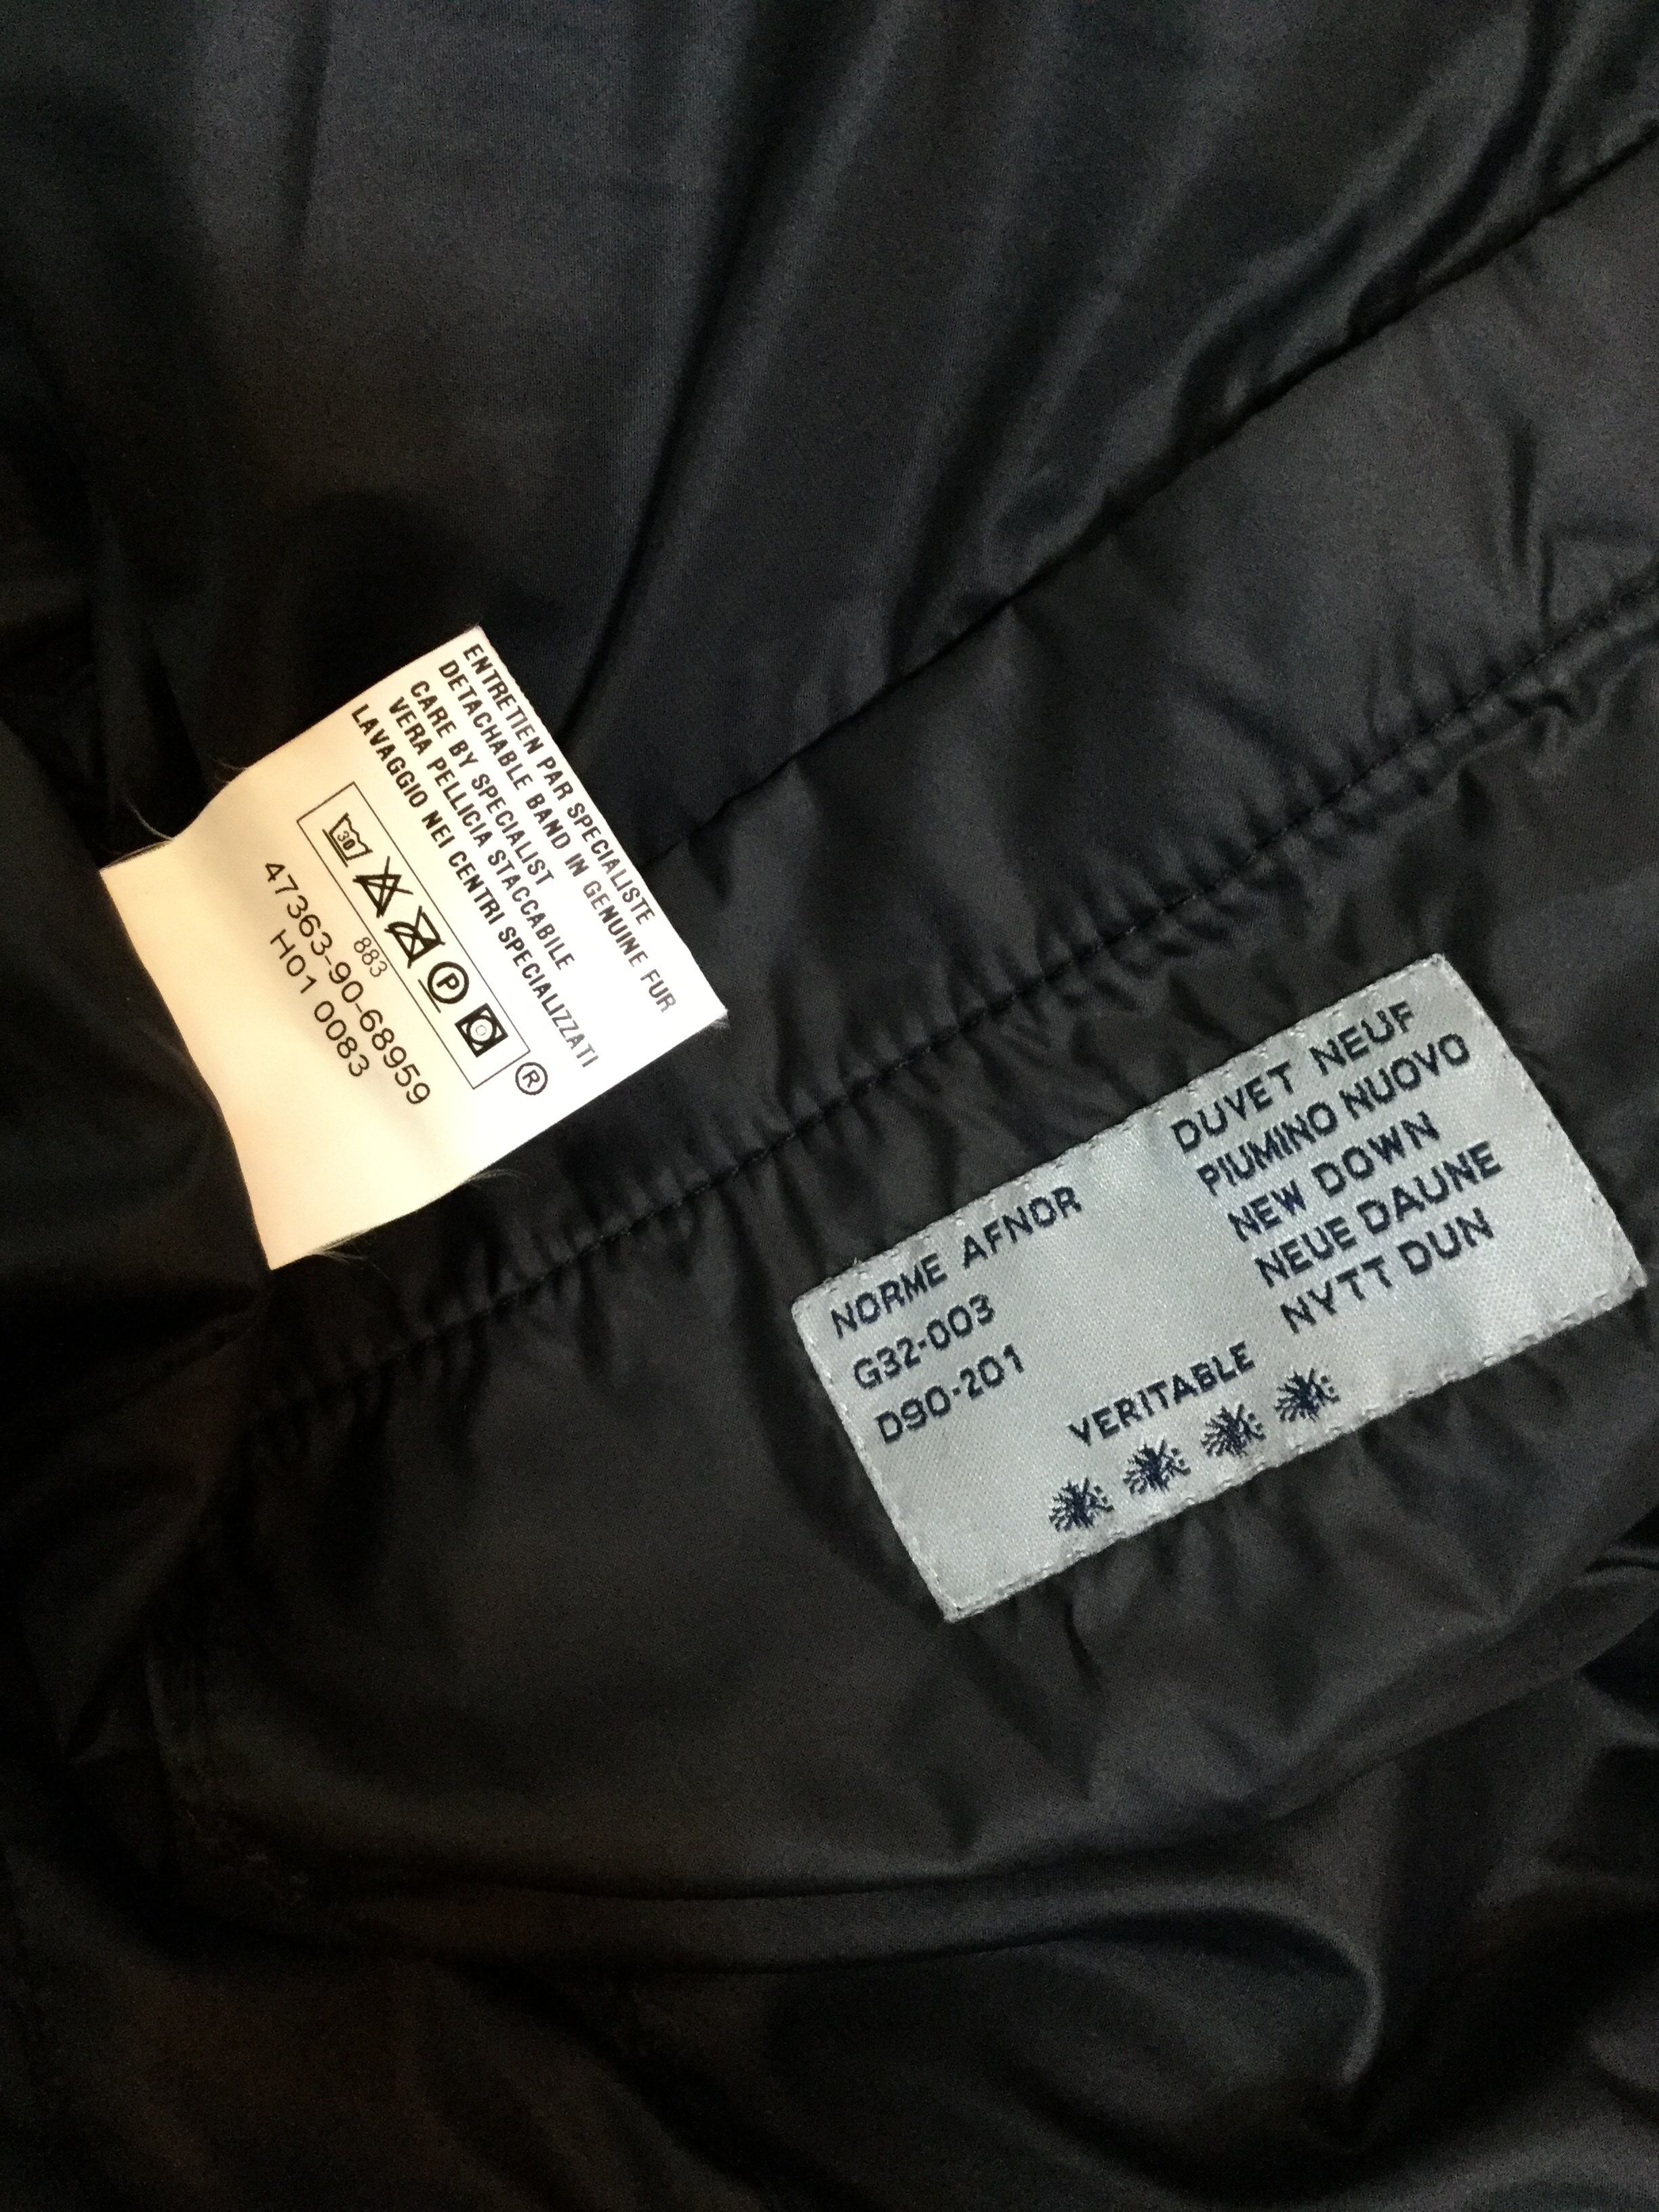 ENTRETIEN PAR SPECIALISTE
DETACHABLE BAND IN GENUINE FUR
CARE BY SPECIALIST
VERA PELLICIA STACCABILE
LAVAGGIO NEI CENTRI SPECIALIZZATI
30 P ®
883
47363-90-68959
H01 0083
NORME AFNOR
G32-003
D90-201
DUVET NEUF
PIUMINO NUOVO
NEW DOWN
NEUE DAUNE
NYTT DUN
VERITABLE